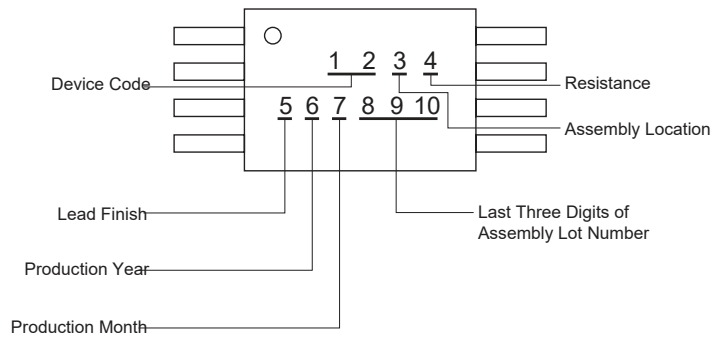 1 2 3 4
Device Code
Resistance
5 6 7 8 9 10
Assembly Location
Lead Finish
Last Three Digits of
Assembly Lot Number
Production Year
Production Month